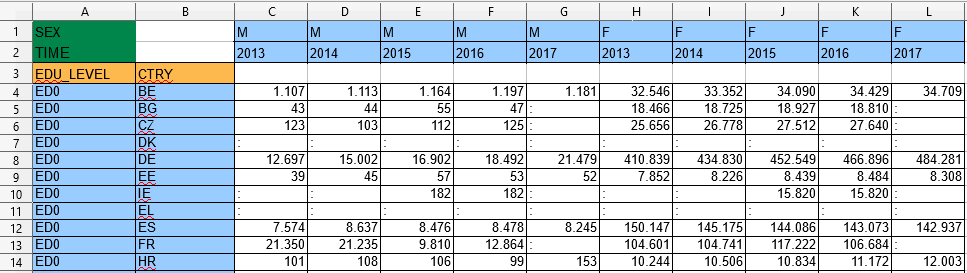 A B C D E F G H I J K L
1 SEX M M M M M F F F F F
2 TIME 2013 2014 2015 2016 2017 2013 2014 2015 2016 2017
3 EDU_LEVEL CTRY
4 ED0 BE 1.107 1.113 1.164 1.197 1.181 32.546 33.352 34.090 34.429 34.709
5 ED0 BG 43 44 55 47 : 18.466 18.725 18.927 18.810 :
6 ED0 CZ 123 103 112 125 : 25.656 26.778 27.512 27.640 :
7 ED0 DK : : : : : : : : : :
8 ED0 DE 12.697 15.002 16.902 18.492 21.479 410.839 434.830 452.549 466.896 484.281
9 ED0 EE 39 45 57 53 52 7.852 8.226 8.439 8.484 8.308
10 ED0 IE : : 182 182 : : : 15.820 15.820 :
11 ED0 EL : : : : : : : : : :
12 ED0 ES 7.574 8.637 8.476 8.478 8.245 150.147 145.175 144.086 143.073 142.937
13 ED0 FR 21.350 21.235 9.810 12.864 : 104.601 104.741 117.222 106.684 :
14 ED0 HR 101 108 106 99 153 10.244 10.506 10.834 11.172 12.003